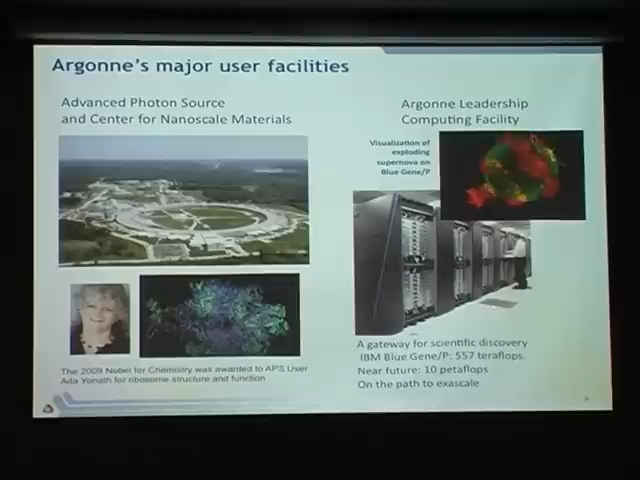 Argonne's major user facilities
Advanced Photon Source
and Center for Nanoscale Materials
The 2009 Nobel for Chemistry was awarded to APS User
Ada Yonath for ribosome structure and function
Argonne Leadership
Computing Facility
Visualization of
exploding
supernova on
Blue Gene/P
A gateway for scientific discovery
IBM Blue Gene/P: 557 teraflops.
Near future: 10 petaflops
On the path to exascale